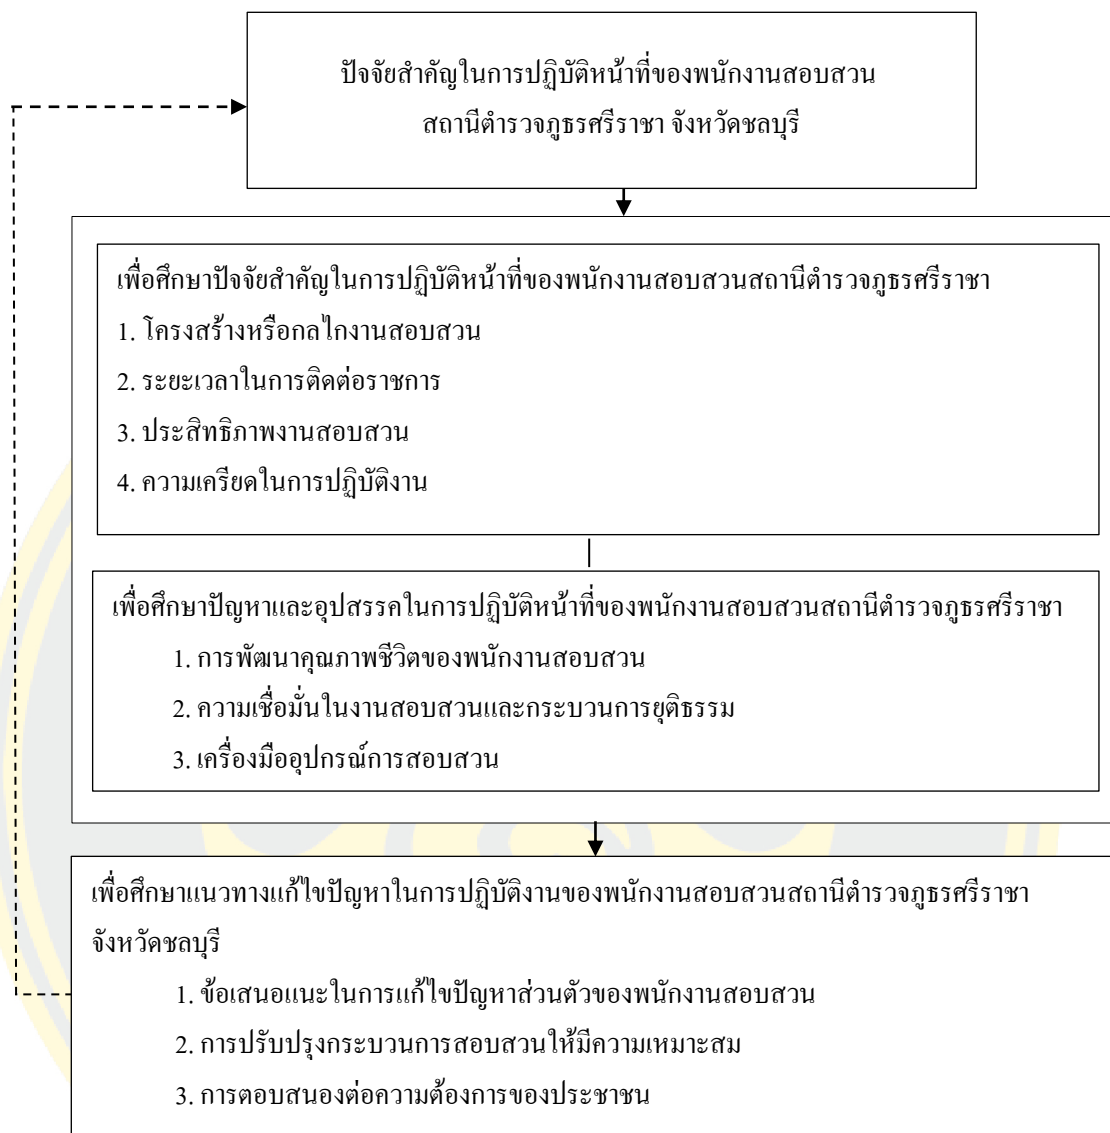 ปัจจัยสำคัญในการปฏิบัติหน้าที่ของพนักงานสอบสวน
สถานีตำรวจภูธรศรีราชา จังหวัดชลบุรี
เพื่อศึกษาปัจจัยสำคัญในการปฏิบัติหน้าที่ของพนักงานสอบสวนสถานีตำรวจภูธรศรีราชา
1. โครงสร้างหรือกลไกงานสอบสวน
2. ระยะเวลาในการติดต่อราชการ
3. ประสิทธิภาพงานสอบสวน
4. ความเครียดในการปฏิบัติงาน
เพื่อศึกษาปัญหาและอุปสรรคในการปฏิบัติหน้าที่ของพนักงานสอบสวนสถานีตำรวจภูธรศรีราชา
1. การพัฒนาคุณภาพชีวิตของพนักงานสอบสวน
2. ความเชื่อมั่นในงานสอบสวนและกระบวนการยุติธรรม
3. เครื่องมืออุปกรณ์การสอบสวน
เพื่อศึกษาแนวทางแก้ไขปัญหาในการปฏิบัติงานของพนักงานสอบสวนสถานีตำรวจภูธรศรีราชา
จังหวัดชลบุรี
1. ข้อเสนอแนะในการแก้ไขปัญหาส่วนตัวของพนักงานสอบสวน
2. การปรับปรุงกระบวนการสอบสวนให้มีความเหมาะสม
3. การตอบสนองต่อความต้องการของประชาชน